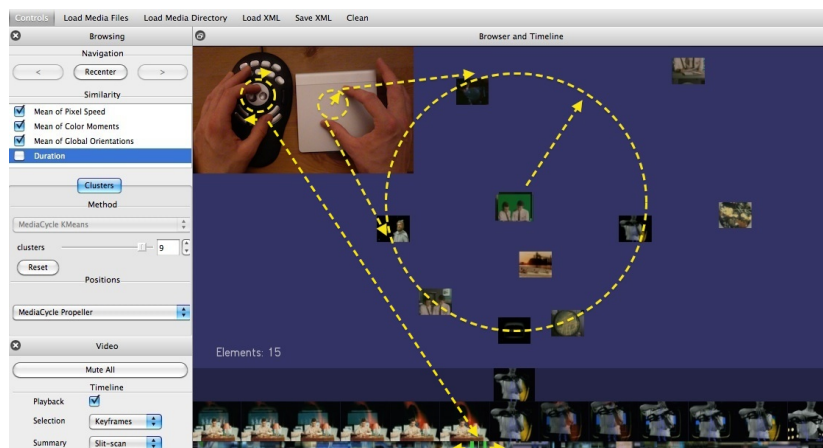 Controls Load Media Files Load Media Directory Load XML Save XML Clean
Browsing
Navigation
< Recenter >
Similarity
Mean of Pixel Speed
Mean of Color Moments
Mean of Global Orientations
Duration
Clusters
Method
MediaCycle KMeans
clusters 9
Reset
Positions
MediaCycle Propeller
Video
Mute All
Timeline
Playback
Selection Keyframes
Summary Slit-scan
Browser and Timeline
Elements: 15